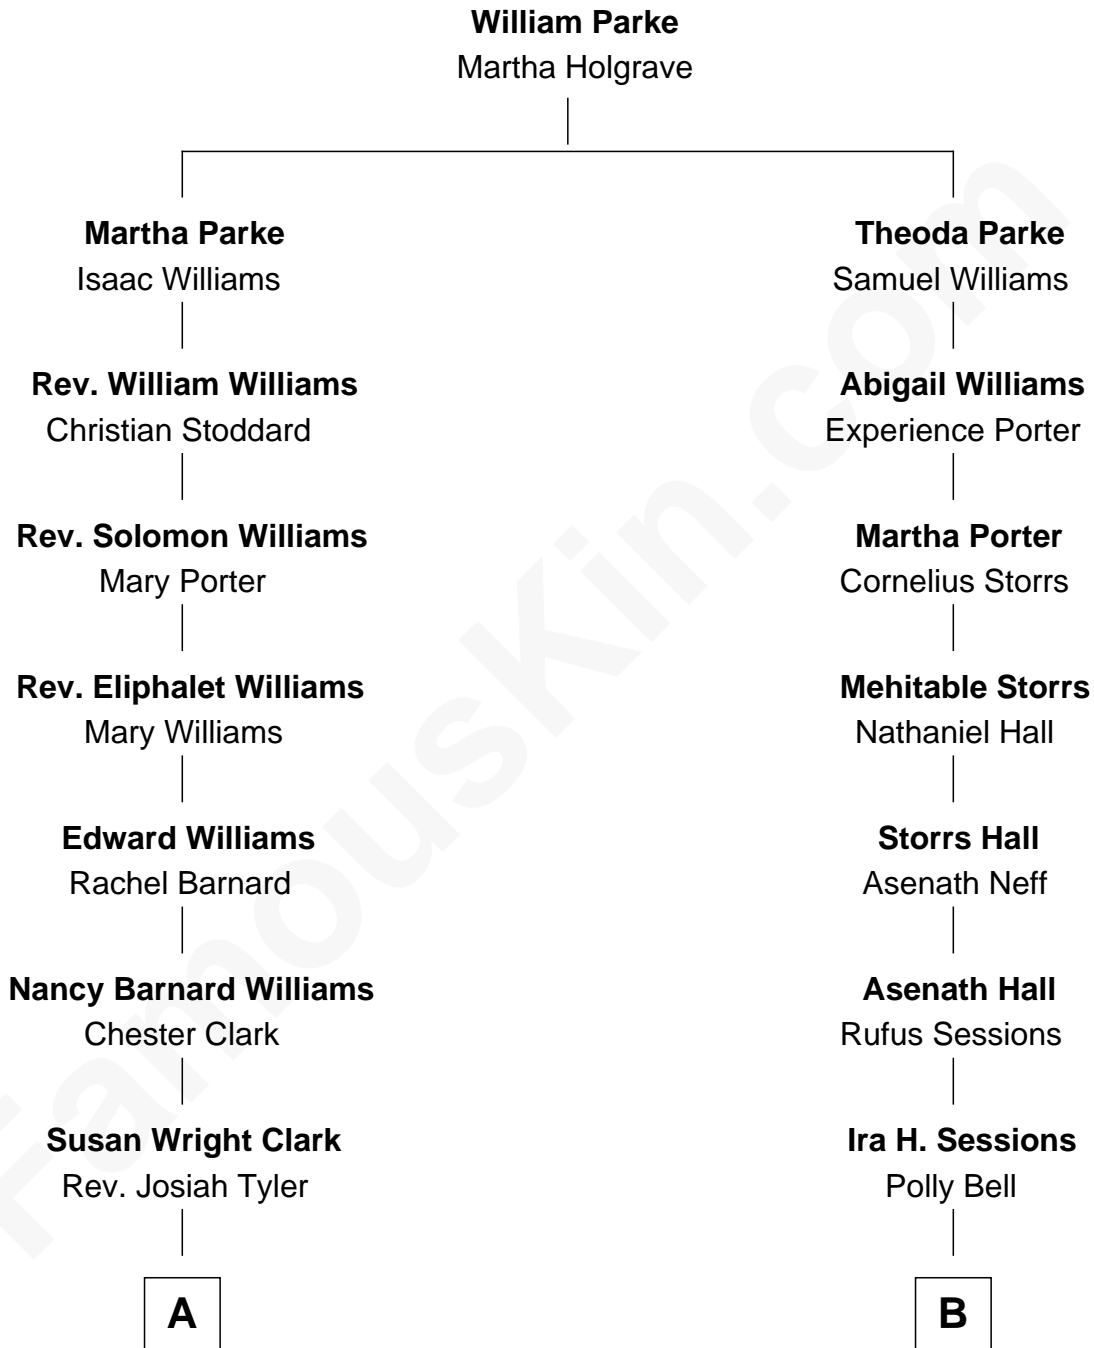 William Parke
Martha Holgrave
Martha Parke
Isaac Williams
Theoda Parke
Samuel Williams
Rev. William Williams
Christian Stoddard
Abigail Williams
Experience Porter
Rev. Solomon Williams
Mary Porter
Martha Porter
Cornelius Storrs
Rev. Eliphalet Williams
Mary Williams
Mehitable Storrs
Nathaniel Hall
Edward Williams
Rachel Barnard
Storrs Hall
Asenath Neff
Nancy Barnard Williams
Chester Clark
Asenath Hall
Rufus Sessions
Susan Wright Clark
Rev. Josiah Tyler
Ira H. Sessions
Polly Bell
A
B
FamousKin.com